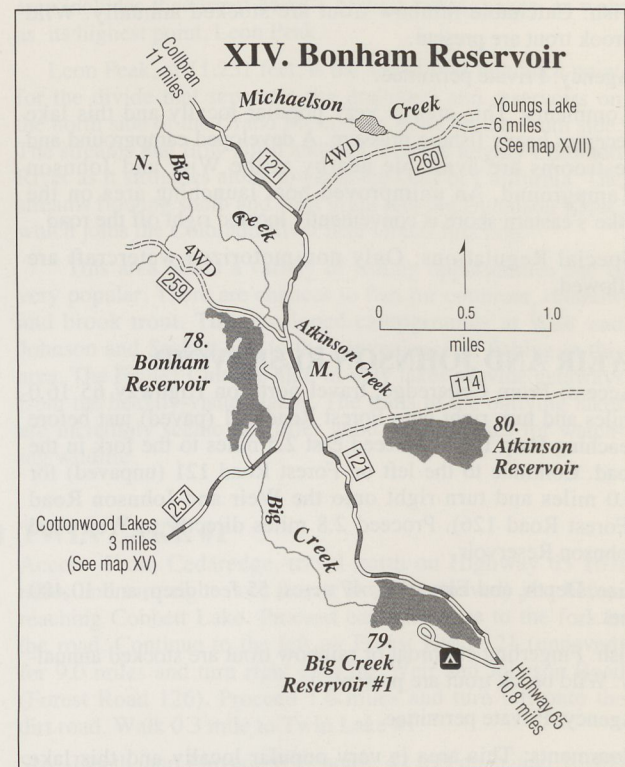 XIV. Bonham Reservoir
Collbran
11 miles
Michaelson Creek
Youngs Lake
6 miles
(See map XVII)
121
4WD
260
N. Big Creek
4WD
259
0 0.5 1.0
miles
78.
Bonham
Reservoir
Atkinson Creek
M.
114
80.
Atkinson
Reservoir
121
257
Cottonwood Lakes
3 miles
(See map XV)
Big Creek
79.
Big Creek
Reservoir #1
Highway 65
10.8 miles